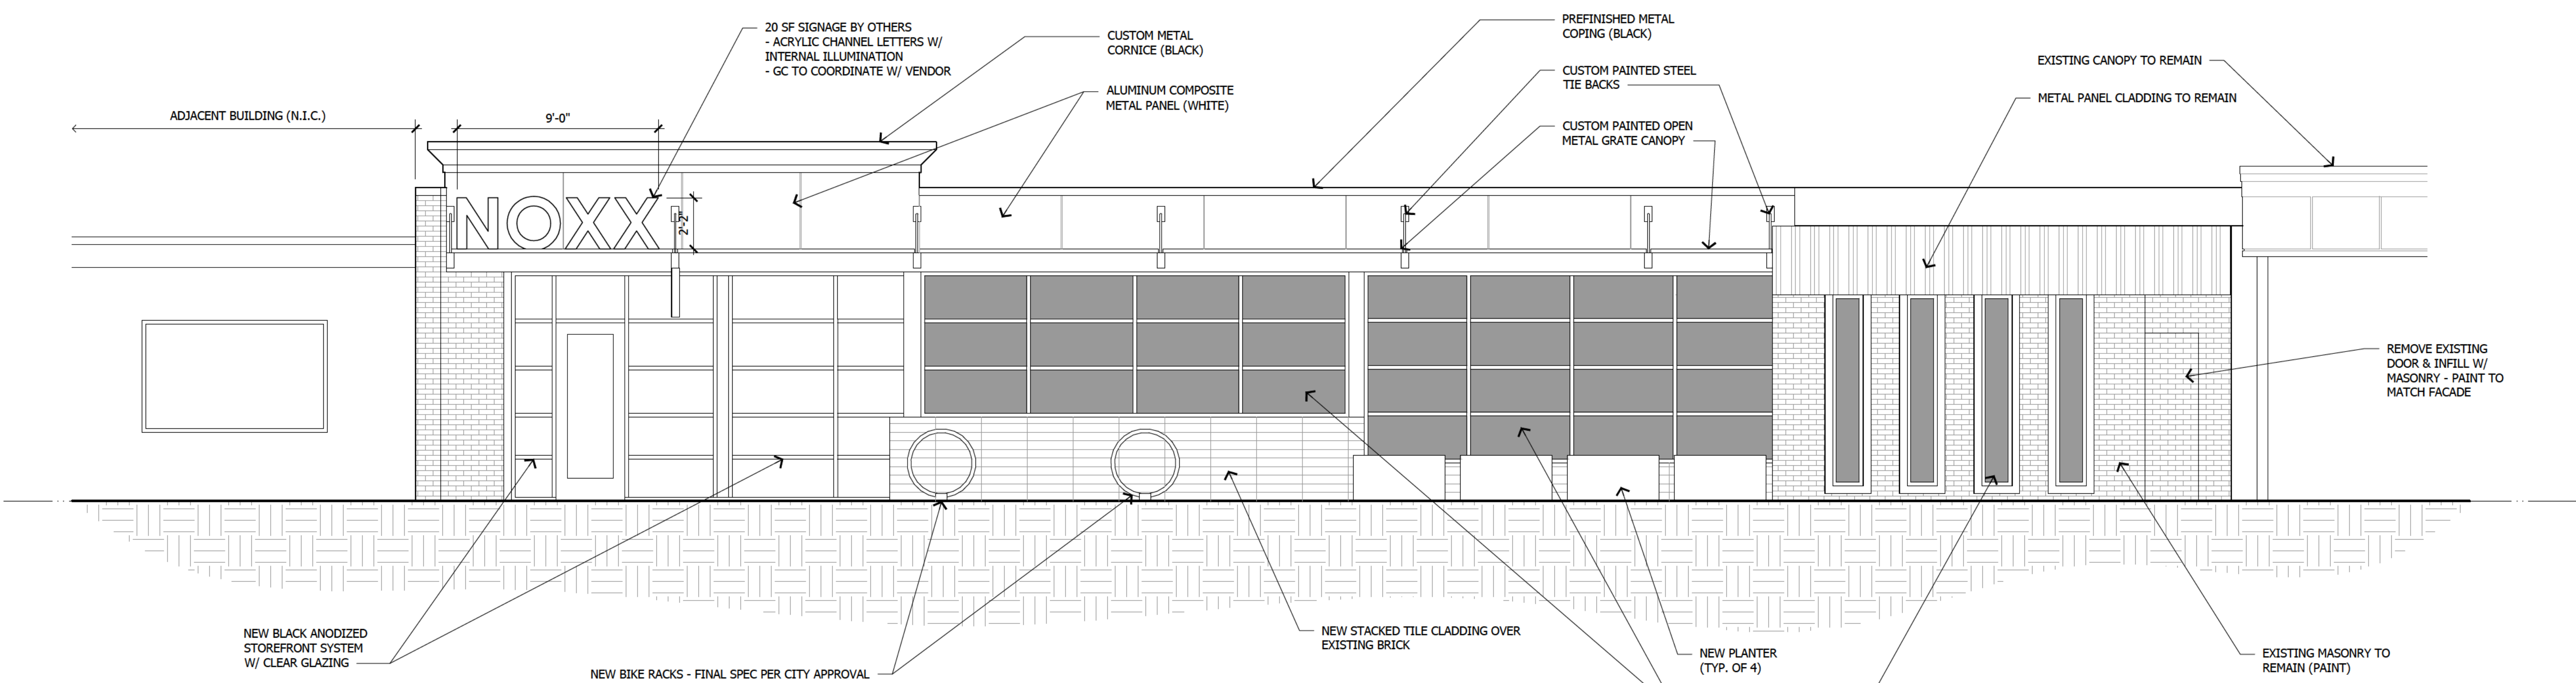 20 SF SIGNAGE BY OTHERS
- ACRYLIC CHANNEL LETTERS W/
INTERNAL ILLUMINATION
- GC TO COORDINATE W/ VENDOR
CUSTOM METAL
CORNICE (BLACK)
ALUMINUM COMPOSITE
METAL PANEL (WHITE)
PREFINISHED METAL
COPING (BLACK)
CUSTOM PAINTED STEEL
TIE BACKS
CUSTOM PAINTED OPEN
METAL GRATE CANOPY
EXISTING CANOPY TO REMAIN
METAL PANEL CLADDING TO REMAIN
ADJACENT BUILDING (N.I.C.)
9'-0"
NOXX
2'-2"
REMOVE EXISTING
DOOR & INFILL W/
MASONRY - PAINT TO
MATCH FACADE
NEW BLACK ANODIZED
STOREFRONT SYSTEM
W/ CLEAR GLAZING
NEW BIKE RACKS - FINAL SPEC PER CITY APPROVAL
NEW STACKED TILE CLADDING OVER
EXISTING BRICK
NEW PLANTER
(TYP. OF 4)
EXISTING MASONRY TO
REMAIN (PAINT)